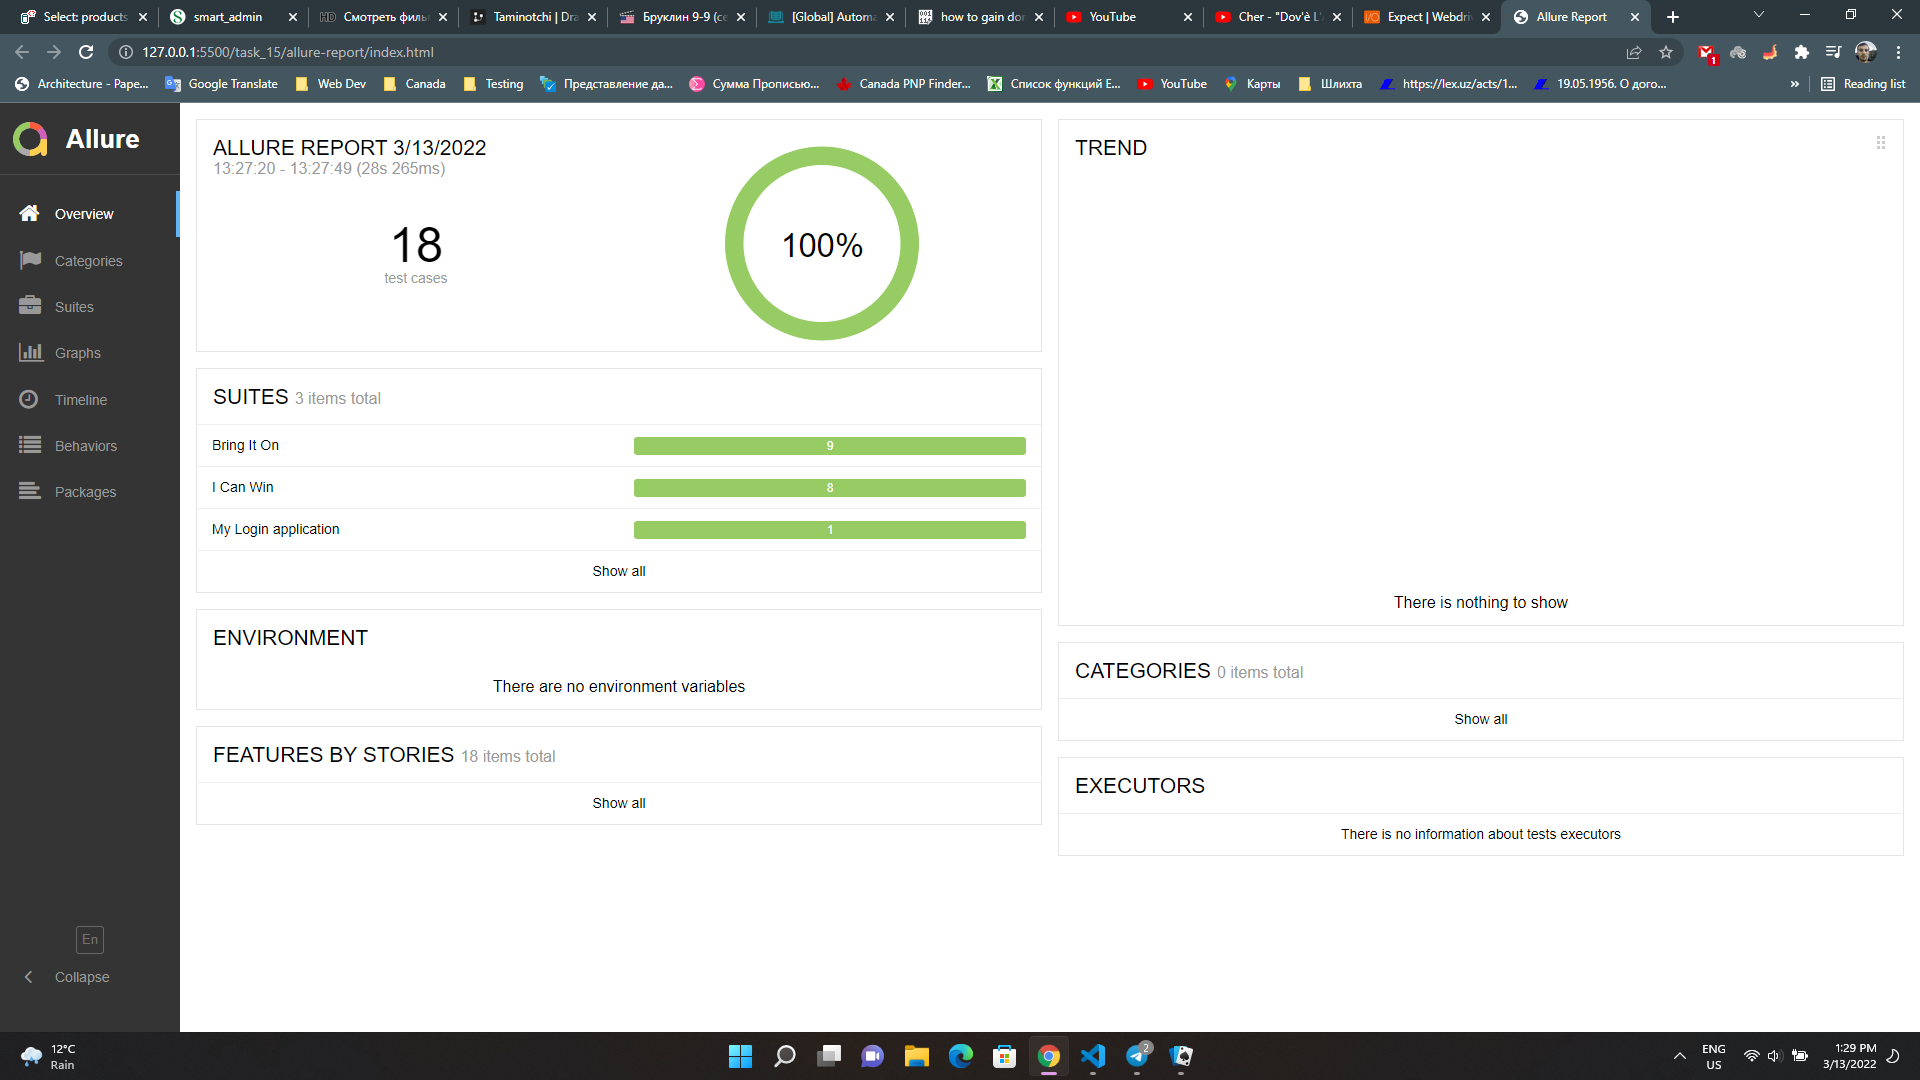 Select: products
smart_admin
HD Смотреть филь
Taminotchi | Dra
Бруклин 9-9 (се
[Global] Automa
how to gain do
YouTube
Cher - "Dov'è L'
Expect | Webdri
Allure Report
127.0.0.1:5500/task_15/allure-report/index.html
1
Architecture - Pape...
Google Translate
Web Dev
Canada
Testing
Представление да...
Сумма Прописью...
Canada PNP Finder...
Список функций E...
YouTube
Карты
Шлихта
https://lex.uz/acts/1...
19.05.1956. О дого...
»
Reading list
Allure
Overview
Categories
Suites
Graphs
Timeline
Behaviors
Packages
En
Collapse
ALLURE REPORT 3/13/2022
13:27:20 - 13:27:49 (28s 265ms)
18
test cases
100%
SUITES 3 items total
Bring It On 9
I Can Win 8
My Login application 1
Show all
ENVIRONMENT
There are no environment variables
FEATURES BY STORIES 18 items total
Show all
TREND
There is nothing to show
CATEGORIES 0 items total
Show all
EXECUTORS
There is no information about tests executors
12°C
Rain
2
ENG
US
1:29 PM
3/13/2022